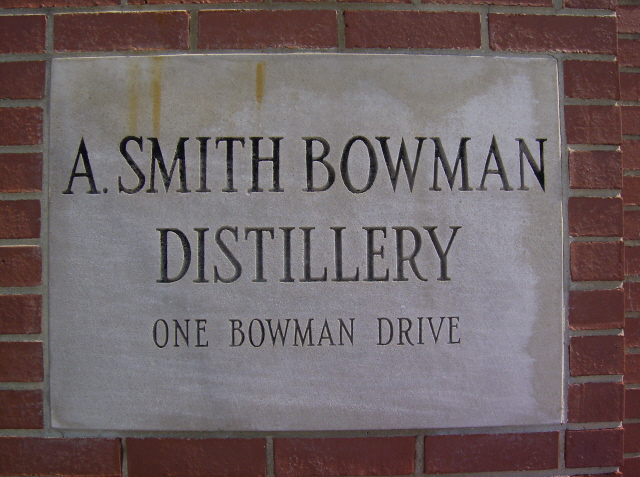 A. SMITH BOWMAN
DISTILLERY
ONE BOWMAN DRIVE